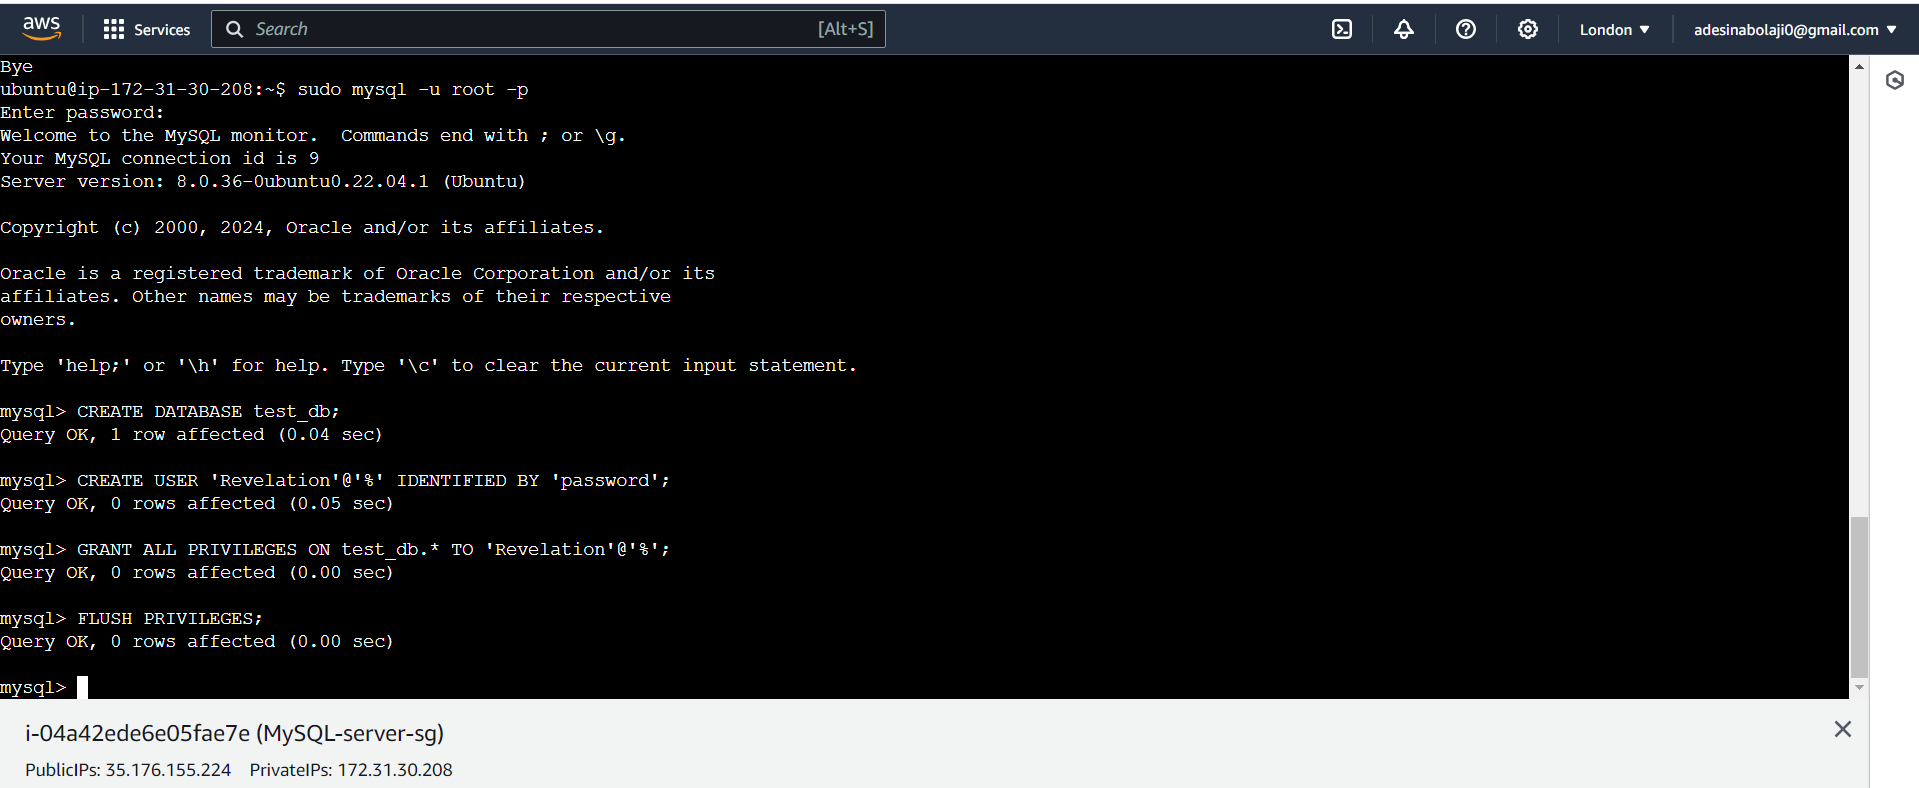 aws Services Search [Alt+S] London adesinabolaji0@gmail.com
Bye
ubuntu@ip-172-31-30-208:~$ sudo mysql -u root -p
Enter password:
Welcome to the MySQL monitor.  Commands end with ; or \g.
Your MySQL connection id is 9
Server version: 8.0.36-0ubuntu0.22.04.1 (Ubuntu)
Copyright (c) 2000, 2024, Oracle and/or its affiliates.
Oracle is a registered trademark of Oracle Corporation and/or its
affiliates. Other names may be trademarks of their respective
owners.
Type 'help;' or '\h' for help. Type '\c' to clear the current input statement.
mysql> CREATE DATABASE test_db;
Query OK, 1 row affected (0.04 sec)
mysql> CREATE USER 'Revelation'@'%' IDENTIFIED BY 'password';
Query OK, 0 rows affected (0.05 sec)
mysql> GRANT ALL PRIVILEGES ON test_db.* TO 'Revelation'@'%';
Query OK, 0 rows affected (0.00 sec)
mysql> FLUSH PRIVILEGES;
Query OK, 0 rows affected (0.00 sec)
mysql>
i-04a42ede6e05fae7e (MySQL-server-sg)
PublicIPs: 35.176.155.224 PrivateIPs: 172.31.30.208